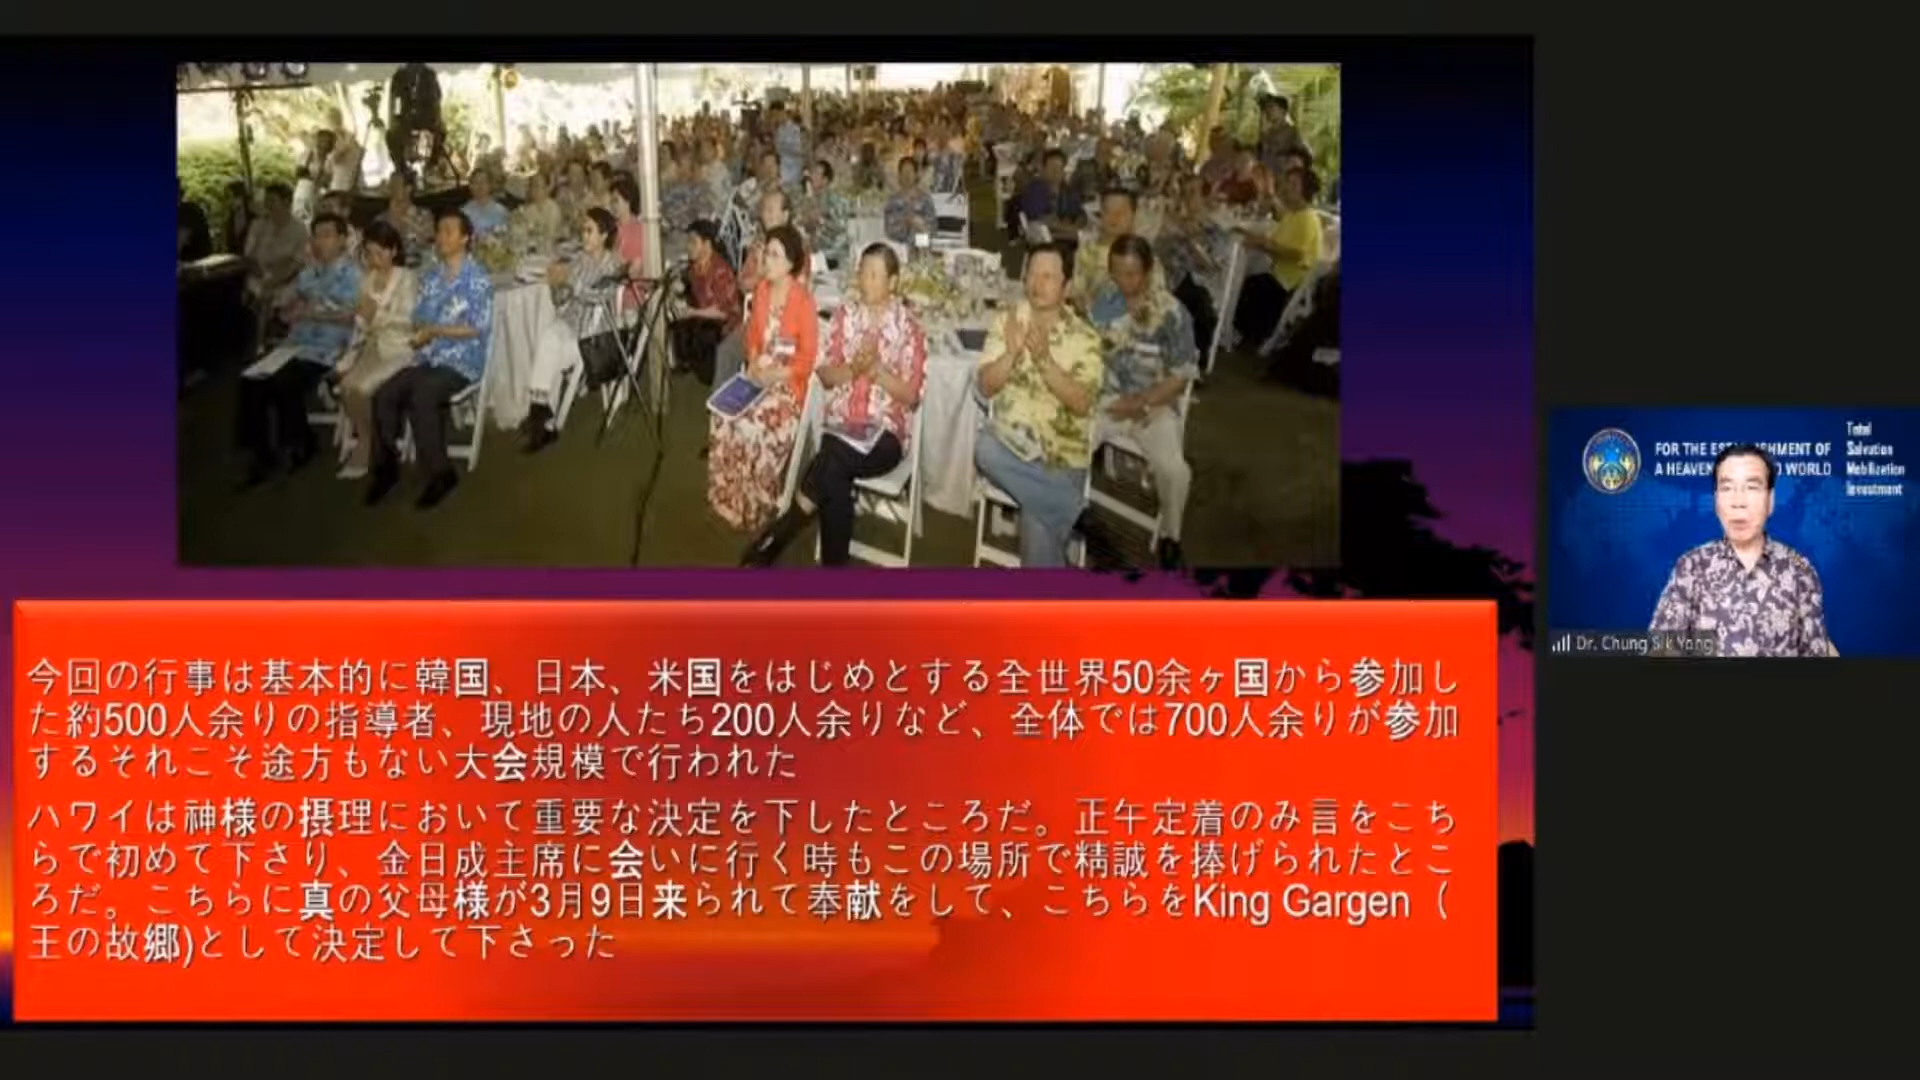 今回の行事は基本的に韓国、日本、米国をはじめとする全世界50余ヶ国から参加し
た約500人余りの指導者、現地の人たち200人余りなど、全体では700人余りが参加
するそれこそ途方もない大会規模で行われた
ハワイは神様の摂理において重要な決定を下したところだ。正午定着のみ言をこち
らで初めて下さり、金日成主席に会いに行く時もこの場所で精誠を捧げられたとこ
ろだ。こちらに真の父母様が3月9日来られて奉献をして、こちらをKing Gargen（
王の故郷)として決定して下さった
FOR THE OF
A WORLD
Total
Salvation
Mobilization
Investment
Dr. Chung Sik Yong